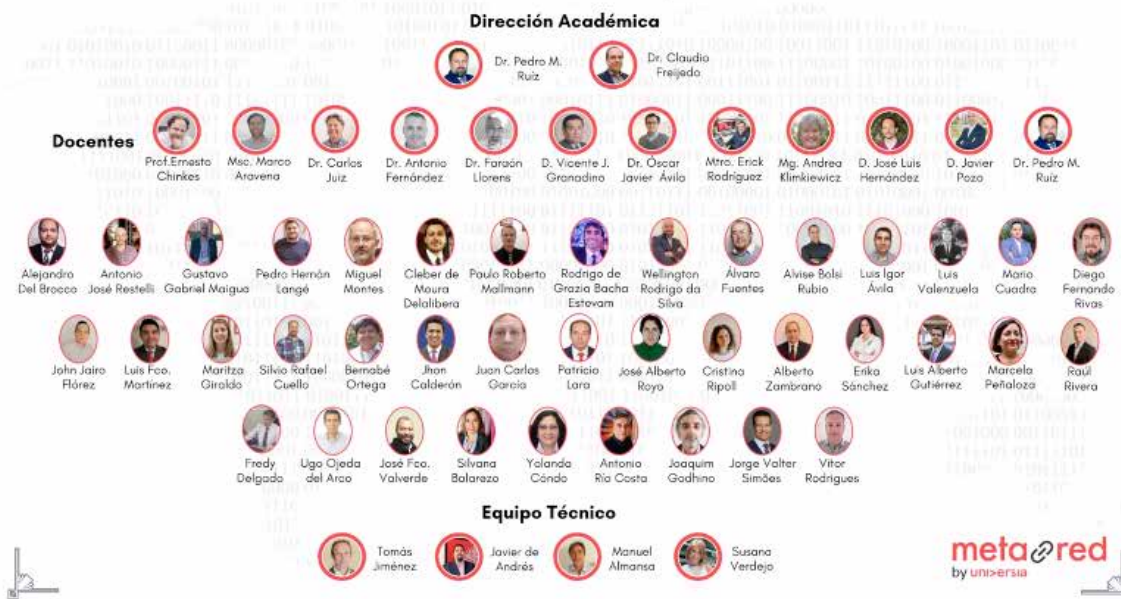 Dirección Académica
Dr. Pedro M.
Ruíz
Dr. Claudio
Freijedo
Docentes
Prof.Ernesto
Chinkes
Msc. Marco
Aravena
Dr. Carlos
Juiz
Dr. Antonio
Fernández
Dr. Faraón
Llorens
D. Vicente J.
Granadino
Dr. Óscar
Javier Ávila
Mtro. Erick
Rodríguez
Mg. Andrea
Klimkiewicz
D. José Luis
Hernández
D. Javier
Pozo
Dr. Pedro M.
Ruíz
Alejandro
Del Brocco
Antonio
José Restelli
Gustavo
Gabriel Maigua
Pedro Hernán
Langé
Miguel
Montes
Cleber de
Moura
Delalibera
Paulo Roberto
Mallmann
Rodrigo de
Grazia Bacha
Estovam
Wellington
Rodrigo da
Silva
Álvaro
Fuentes
Alvise Bolsi
Rubio
Luis Igor
Ávila
Luis
Valenzuela
Mario
Cuadra
Diego
Fernando
Rivas
John Jairo
Flórez
Luis Fco.
Martínez
Maritza
Giraldo
Silvio Rafael
Cuello
Bernabé
Ortega
Jhon
Calderón
Juan Carlos
García
Patricio
Lara
José Alberto
Royo
Cristina
Ripoll
Alberto
Zambrano
Erika
Sánchez
Luis Alberto
Gutiérrez
Marcela
Peñaloza
Raúl
Rivera
Fredy
Delgado
Ugo Ojeda
del Arco
José Fco.
Valverde
Silvana
Balarezo
Yolanda
Cóndo
Antonio
Río Costa
Joaquim
Godhino
Jorge Valter
Simões
Vitor
Rodrigues
Equipo Técnico
Tomás
Jiménez
Javier de
Andrés
Manuel
Almansa
Susana
Verdejo
meta red
by universia